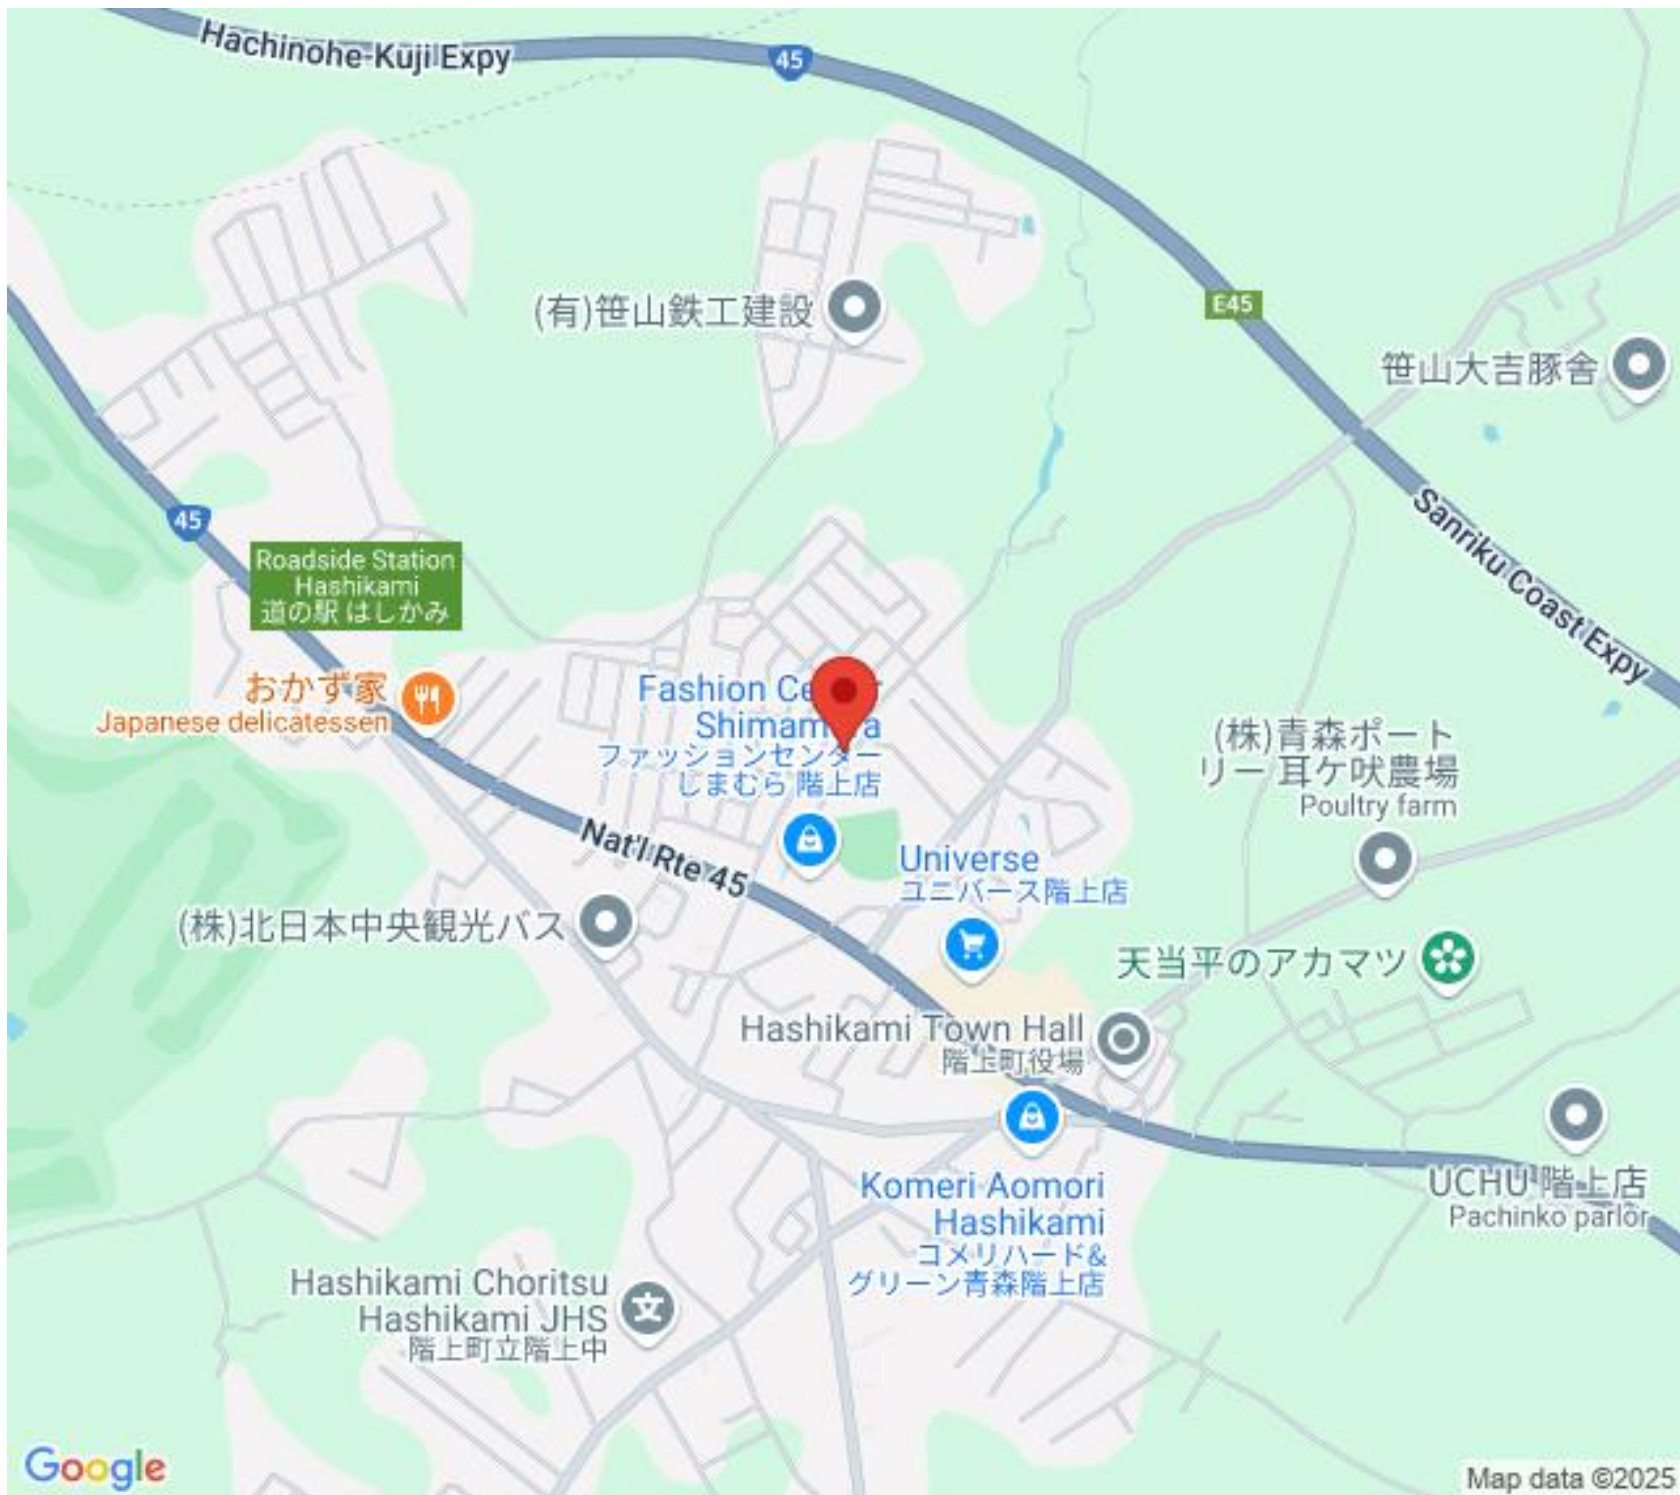 Hachinohe-Kuji Expy
45
(有)笹山鉄工建設
E45
笹山大吉豚舎
45
Roadside Station
Hashikami
道の駅 はしかみ
Sanriku Coast Expy
おかず家
Japanese delicatessen
Fashion Center
Shimamura
ファッションセンター
しまむら 階上店
(株)青森ポート
リー 耳ケ吠農場
Poultry farm
Nat'l Rte 45
Universe
ユニバース階上店
(株)北日本中央観光バス
天当平のアカマツ
Hashikami Town Hall
階上町役場
UCHU 階上店
Pachinko parlor
Komeri Aomori
Hashikami
コメリハード&
グリーン青森階上店
Hashikami Choritsu
Hashikami JHS
階上町立階上中
文
Google
Map data ©2025